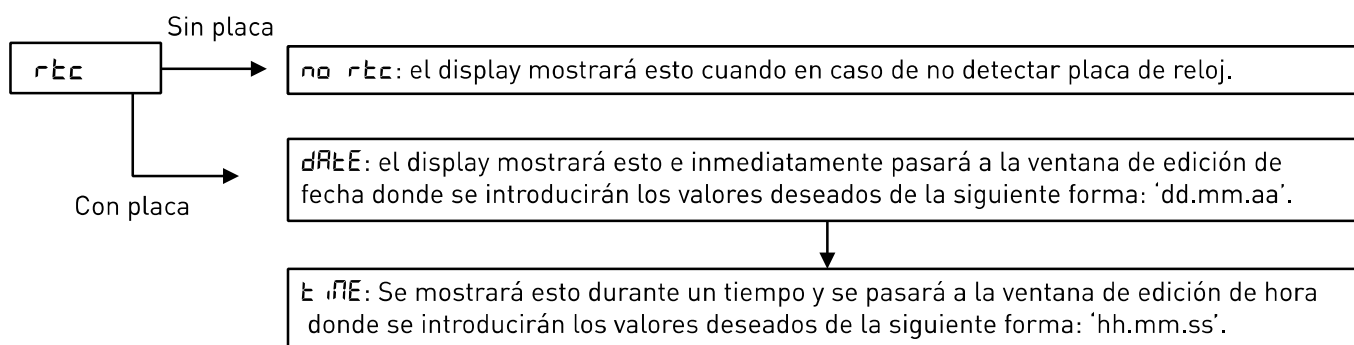 Sin placa
rtc
no rtc: el display mostrará esto cuando en caso de no detectar placa de reloj.
dAtE: el display mostrará esto e inmediatamente pasará a la ventana de edición de
fecha donde se introducirán los valores deseados de la siguiente forma: ‘dd.mm.aa’.
Con placa
t iME: Se mostrará esto durante un tiempo y se pasará a la ventana de edición de hora
donde se introducirán los valores deseados de la siguiente forma: ‘hh.mm.ss’.